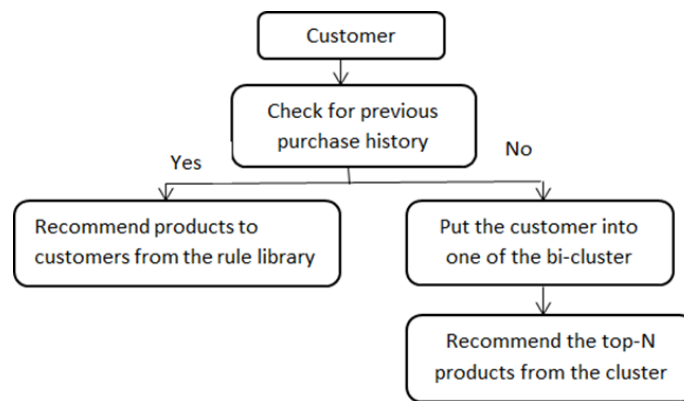 Customer
Check for previous
purchase history
Yes
No
Recommend products to
customers from the rule library
Put the customer into
one of the bi-cluster
Recommend the top-N
products from the cluster